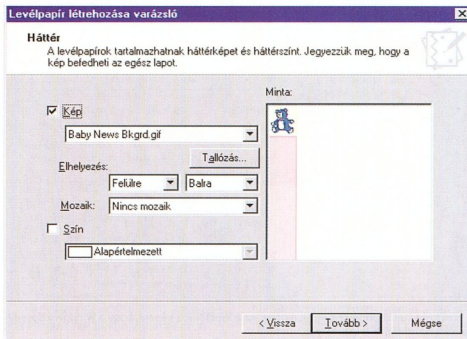 Levélpapír létrehozása varázsló
Háttér
A levélpapírok tartalmazhatnak háttérképet és háttérszínt. Jegyezzük meg, hogy a
kép befedheti az egész lapot.
Kép
Minta:
Baby News Bkgrd.gif
Tallózás...
Elhelyezés:
Felülre
Balra
Mozaik:
Nincs mozaik
Szín
Alapértelmezett
< Vissza
Tovább >
Mégse